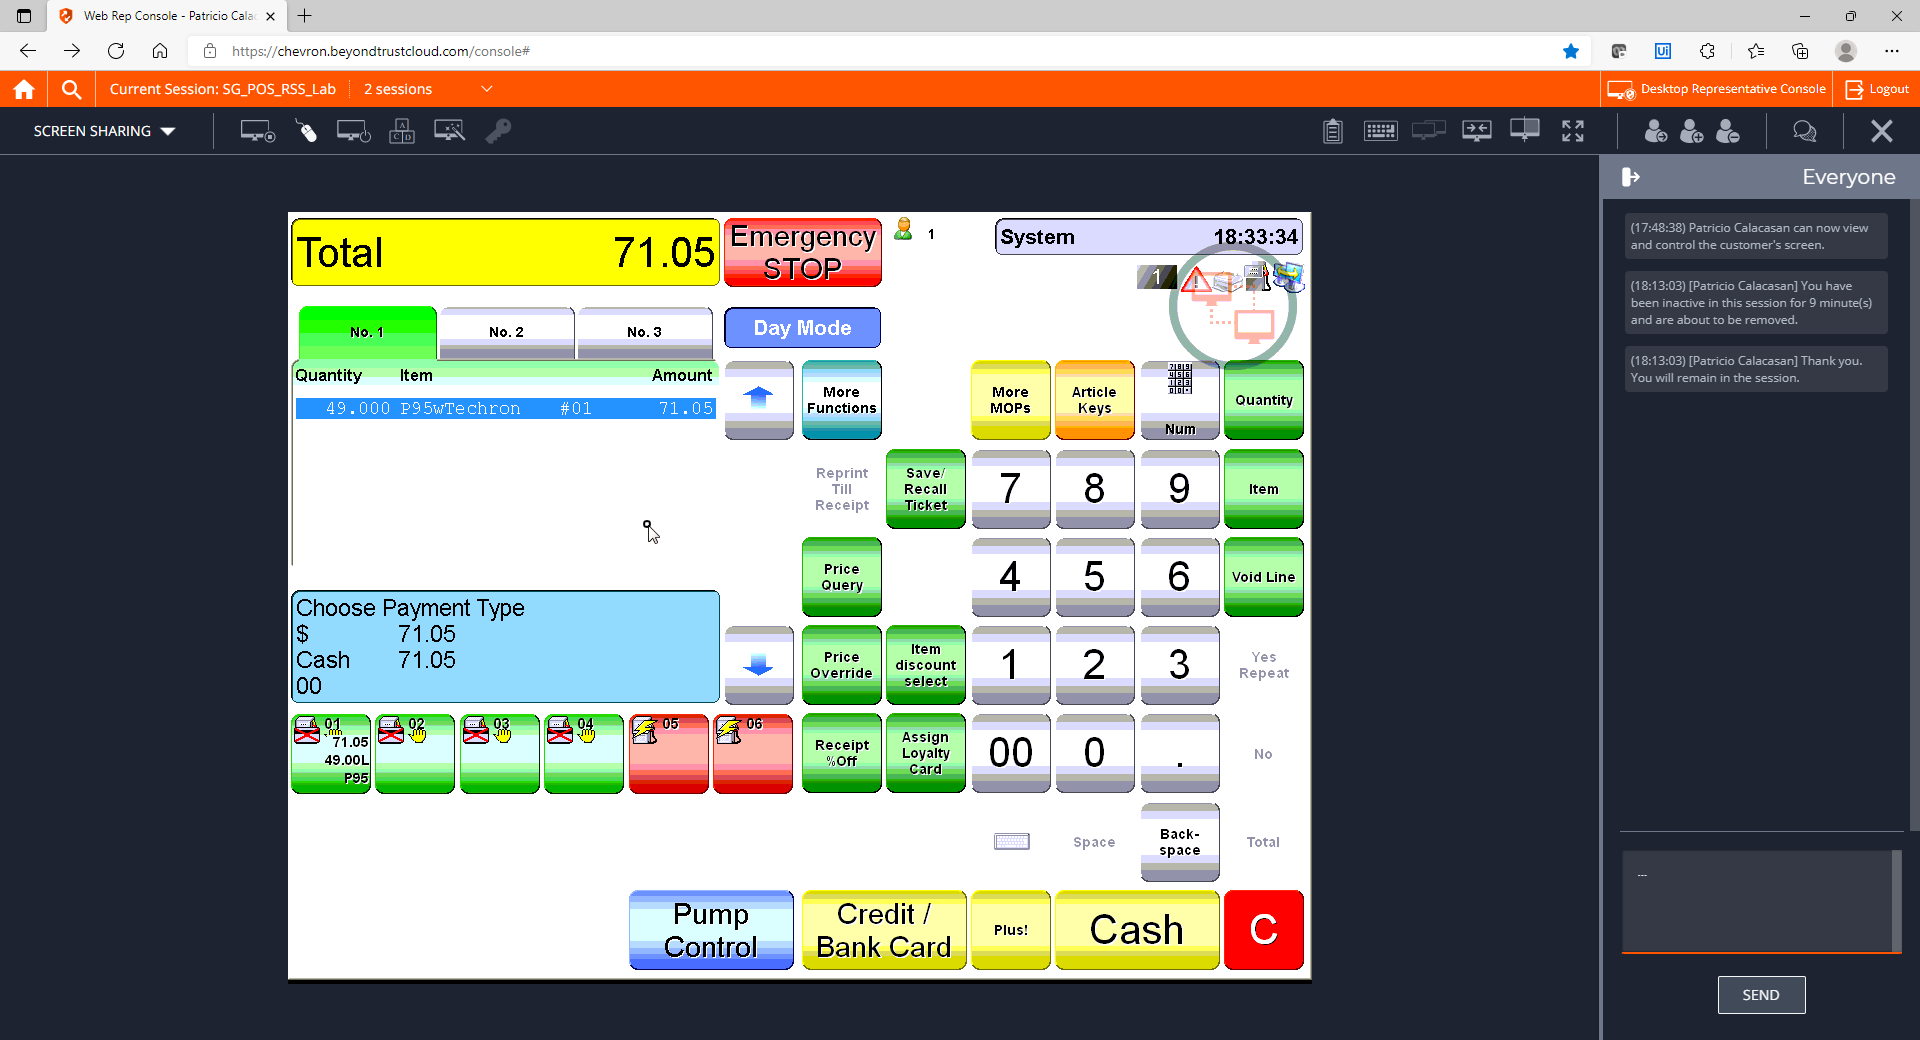 Web Rep Console - Patricio Cala
https://chevron.beyondtrustcloud.com/console#
Current Session: SG_POS_RSS_Lab
2 sessions
Desktop Representative Console
Logout
SCREEN SHARING
Everyone
(17:48:38) Patricio Calacasan can now view
and control the customer's screen.
(18:13:03) [Patricio Calacasan] You have
been inactive in this session for 9 minute(s)
and are about to be removed.
(18:13:03) [Patricio Calacasan] Thank you.
You will remain in the session.
---
SEND
Total 71.05
Emergency
STOP
1
System 18:33:34
1
No. 1
No. 2
No. 3
Day Mode
Quantity Item Amount
49.000 P95wTechron #01 71.05
More
Functions
More
MOPs
Article
Keys
Num
Quantity
Reprint
Till
Receipt
Save/
Recall
Ticket
7
8
9
Item
Price
Query
4
5
6
Void Line
Choose Payment Type
$ 71.05
Cash 71.05
00
Price
Override
Item
discount
select
1
2
3
Yes
Repeat
01
71.05
49.00L
P95
02
03
04
05
06
Receipt
%Off
Assign
Loyalty
Card
00
0
.
No
Space
Back-
space
Total
Pump
Control
Credit /
Bank Card
Plus!
Cash
C